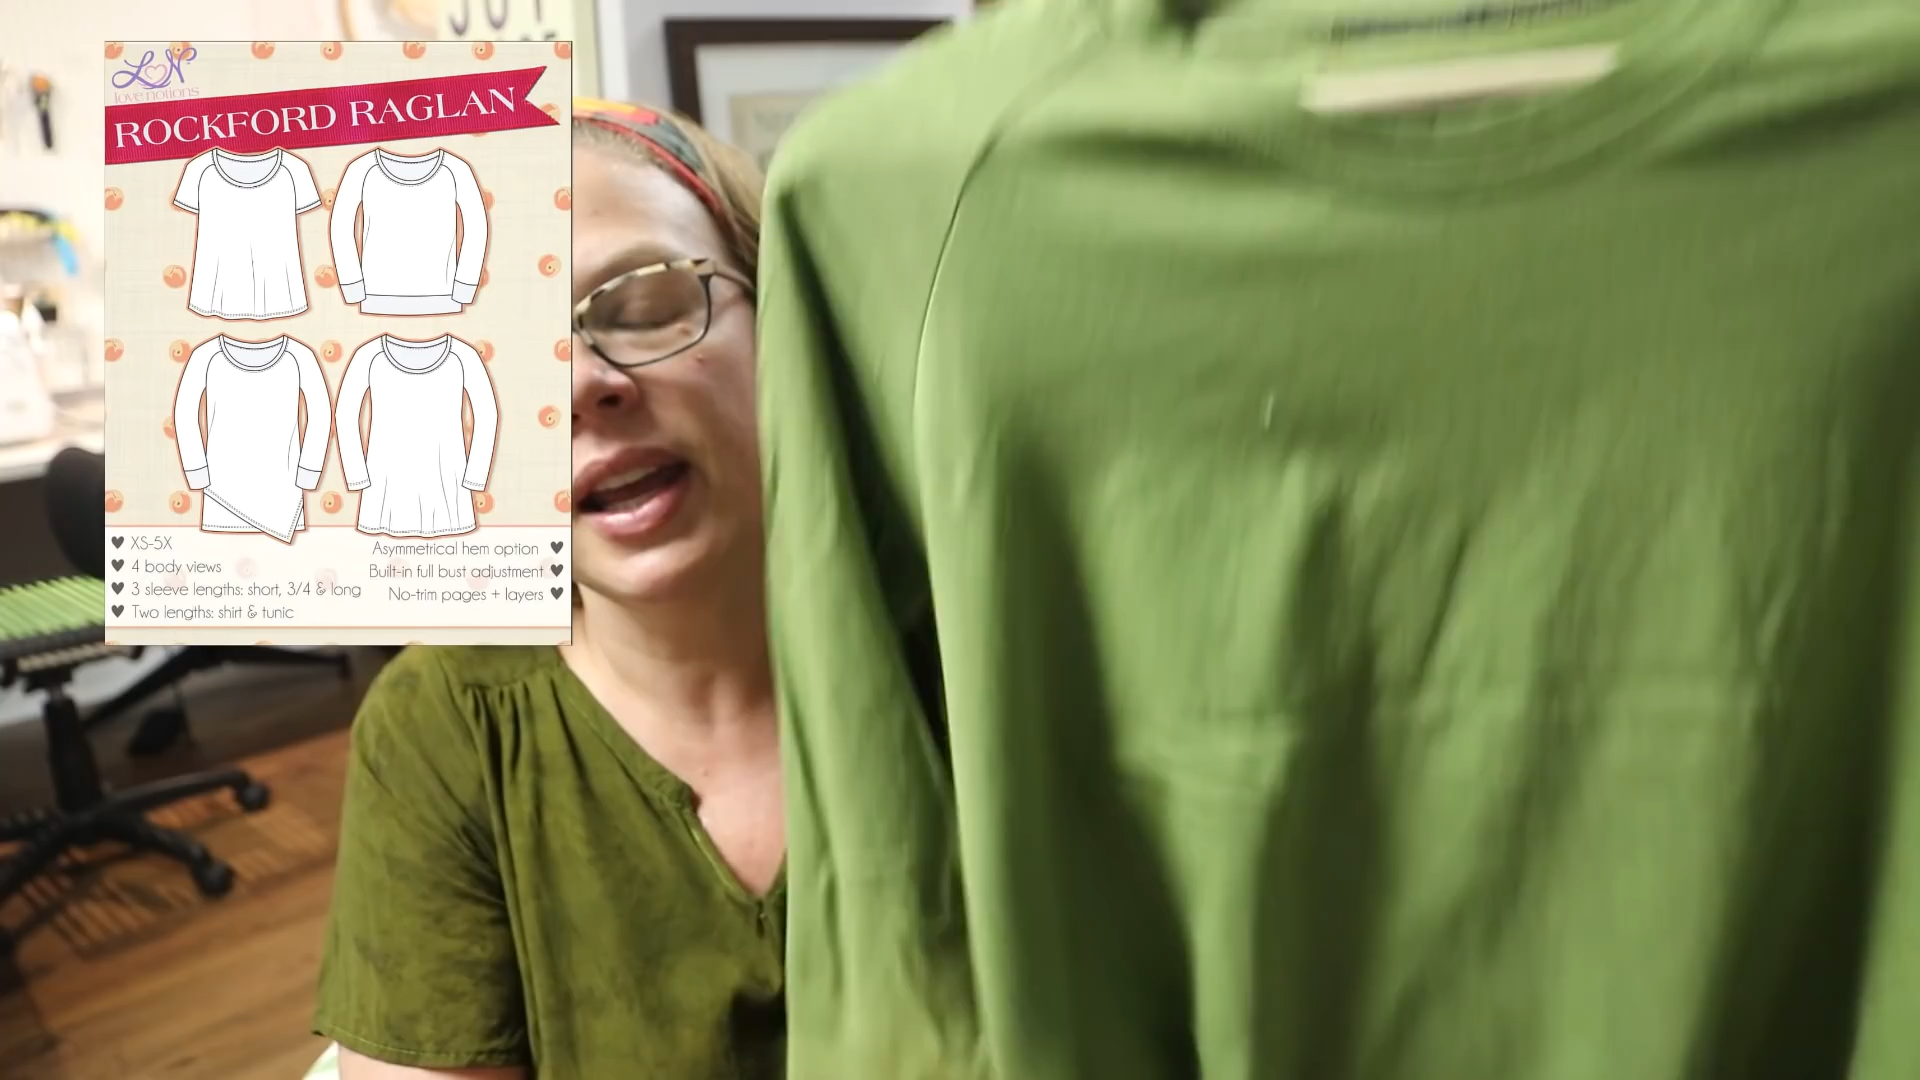 LN
love notions
ROCKFORD RAGLAN
XS-5X
4 body views
3 sleeve lengths: short, 3/4 & long
Two lengths: shirt & tunic
Asymmetrical hem option
Built-in full bust adjustment
No-trim pages + layers